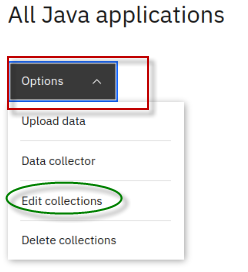 All Java applications
Options
Upload data
Data collector
Edit collections
Delete collections